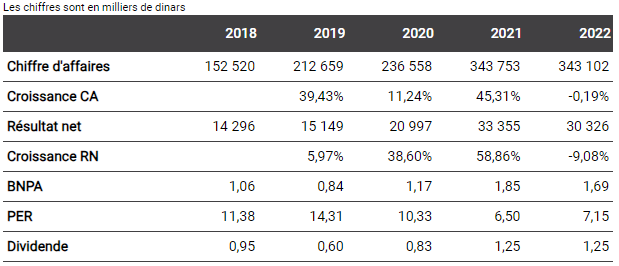 Les chiffres sont en milliers de dinars
2018 2019 2020 2021 2022
Chiffre d'affaires 152 520 212 659 236 558 343 753 343 102
Croissance CA 39,43% 11,24% 45,31% -0,19%
Résultat net 14 296 15 149 20 997 33 355 30 326
Croissance RN 5,97% 38,60% 58,86% -9,08%
BNPA 1,06 0,84 1,17 1,85 1,69
PER 11,38 14,31 10,33 6,50 7,15
Dividende 0,95 0,60 0,83 1,25 1,25